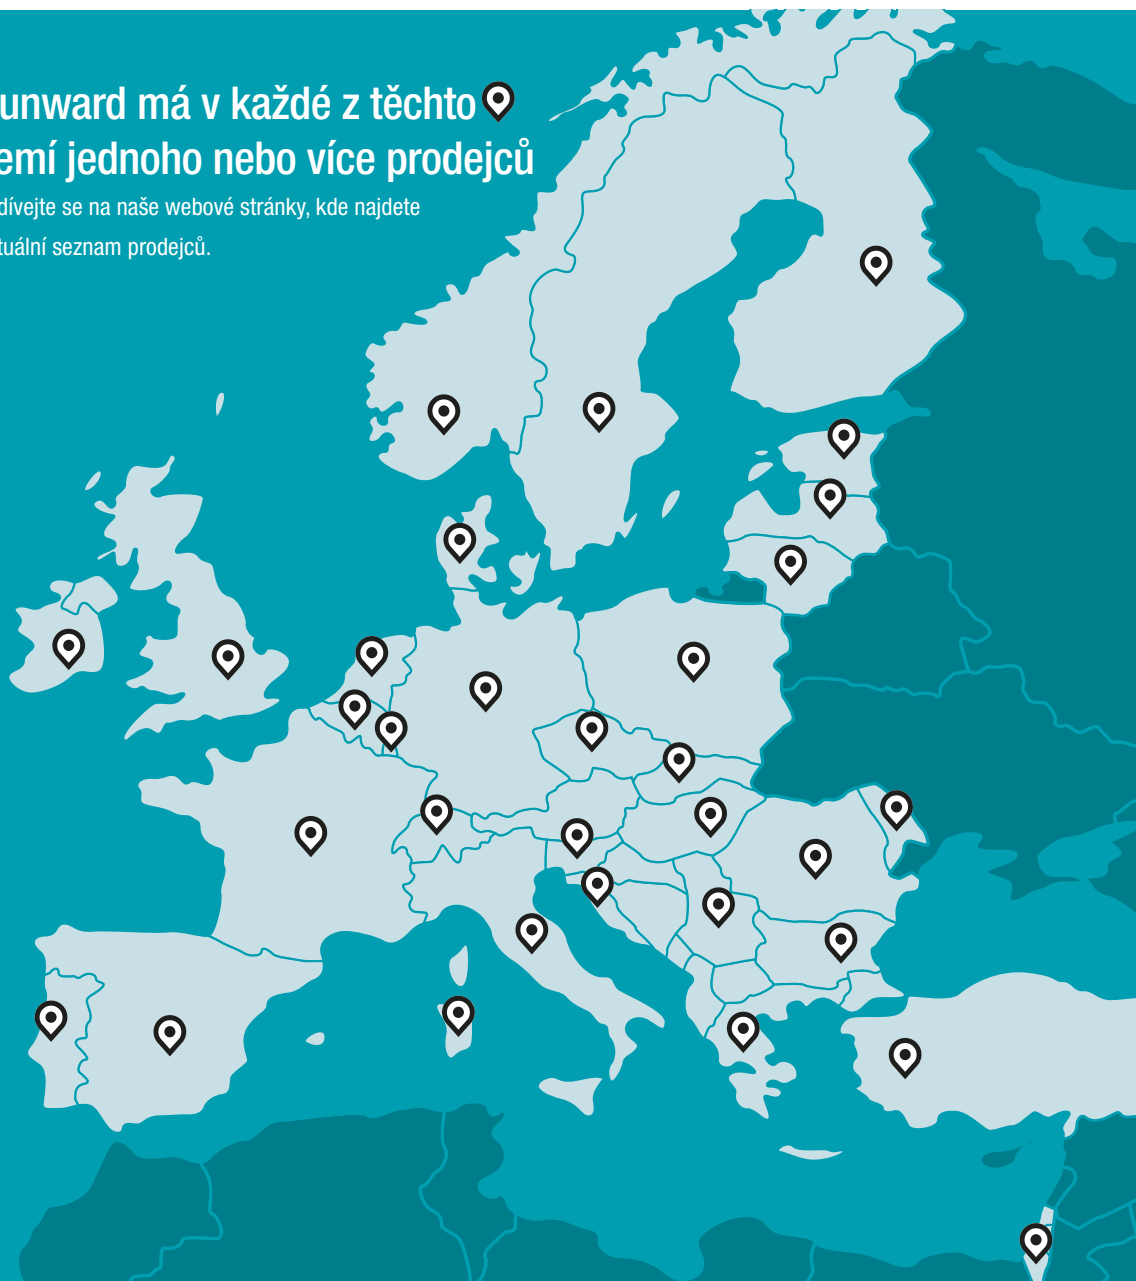 unward má v každé z těchto
emí jednoho nebo více prodejců
dívejte se na naše webové stránky, kde najdete
tuální seznam prodejců.